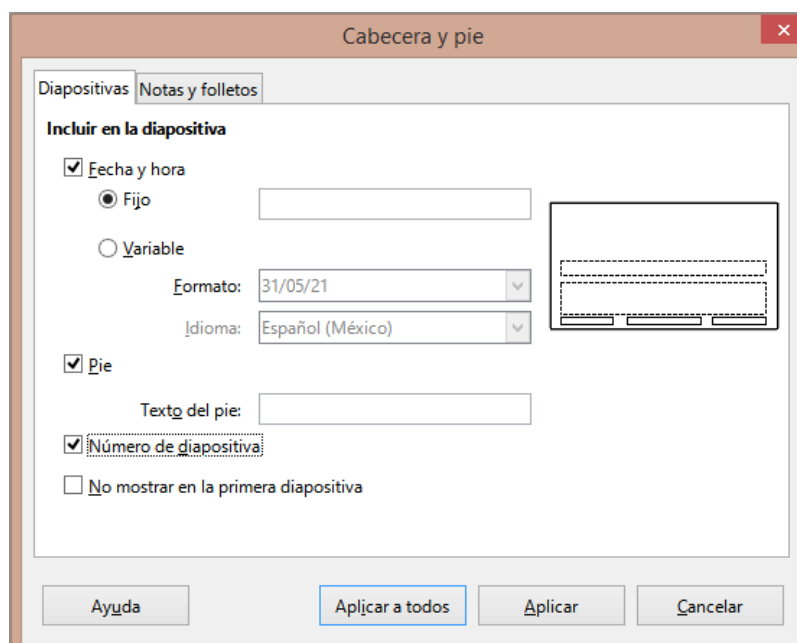 Cabecera y pie
Diapositivas Notas y folletos
Incluir en la diapositiva
Fecha y hora
Fijo
Variable
Formato: 31/05/21
Idioma: Español (México)
Pie
Texto del pie:
Número de diapositiva
No mostrar en la primera diapositiva
Ayuda Aplicar a todos Aplicar Cancelar